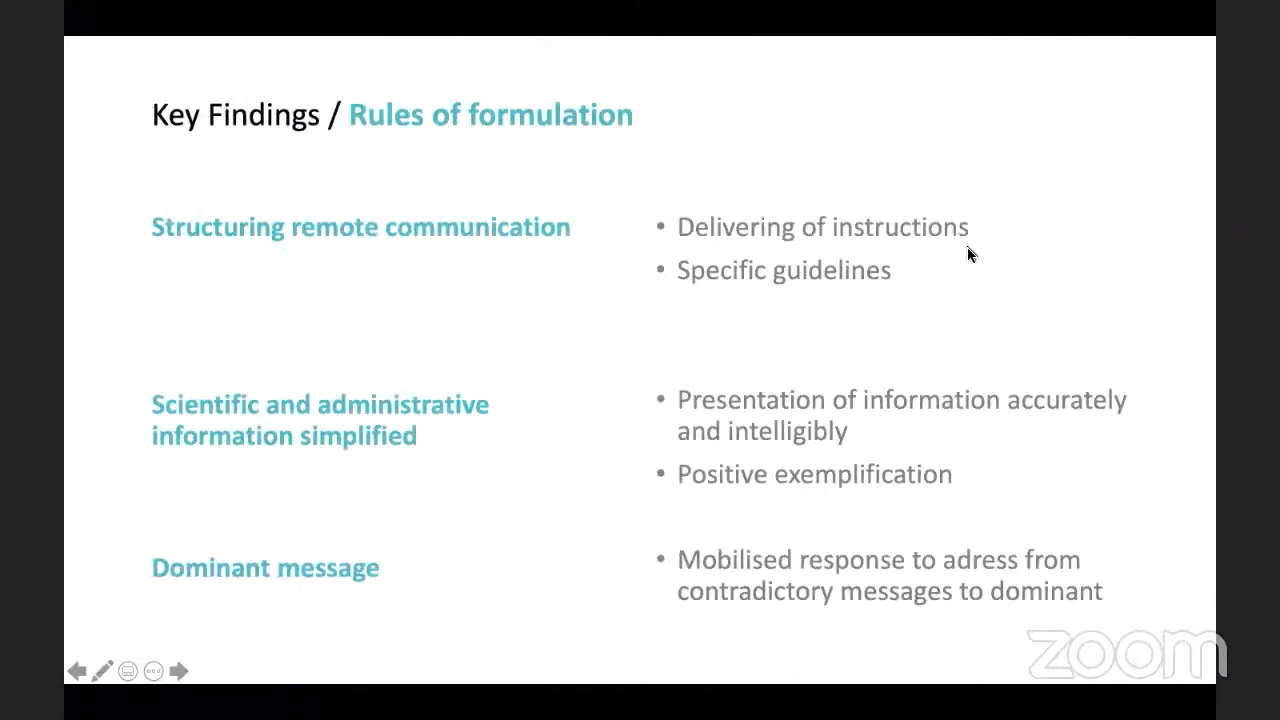 Key Findings / Rules of formulation
Structuring remote communication
• Delivering of instructions
• Specific guidelines
Scientific and administrative
information simplified
• Presentation of information accurately
and intelligibly
• Positive exemplification
Dominant message
• Mobilised response to adress from
contradictory messages to dominant
zoom